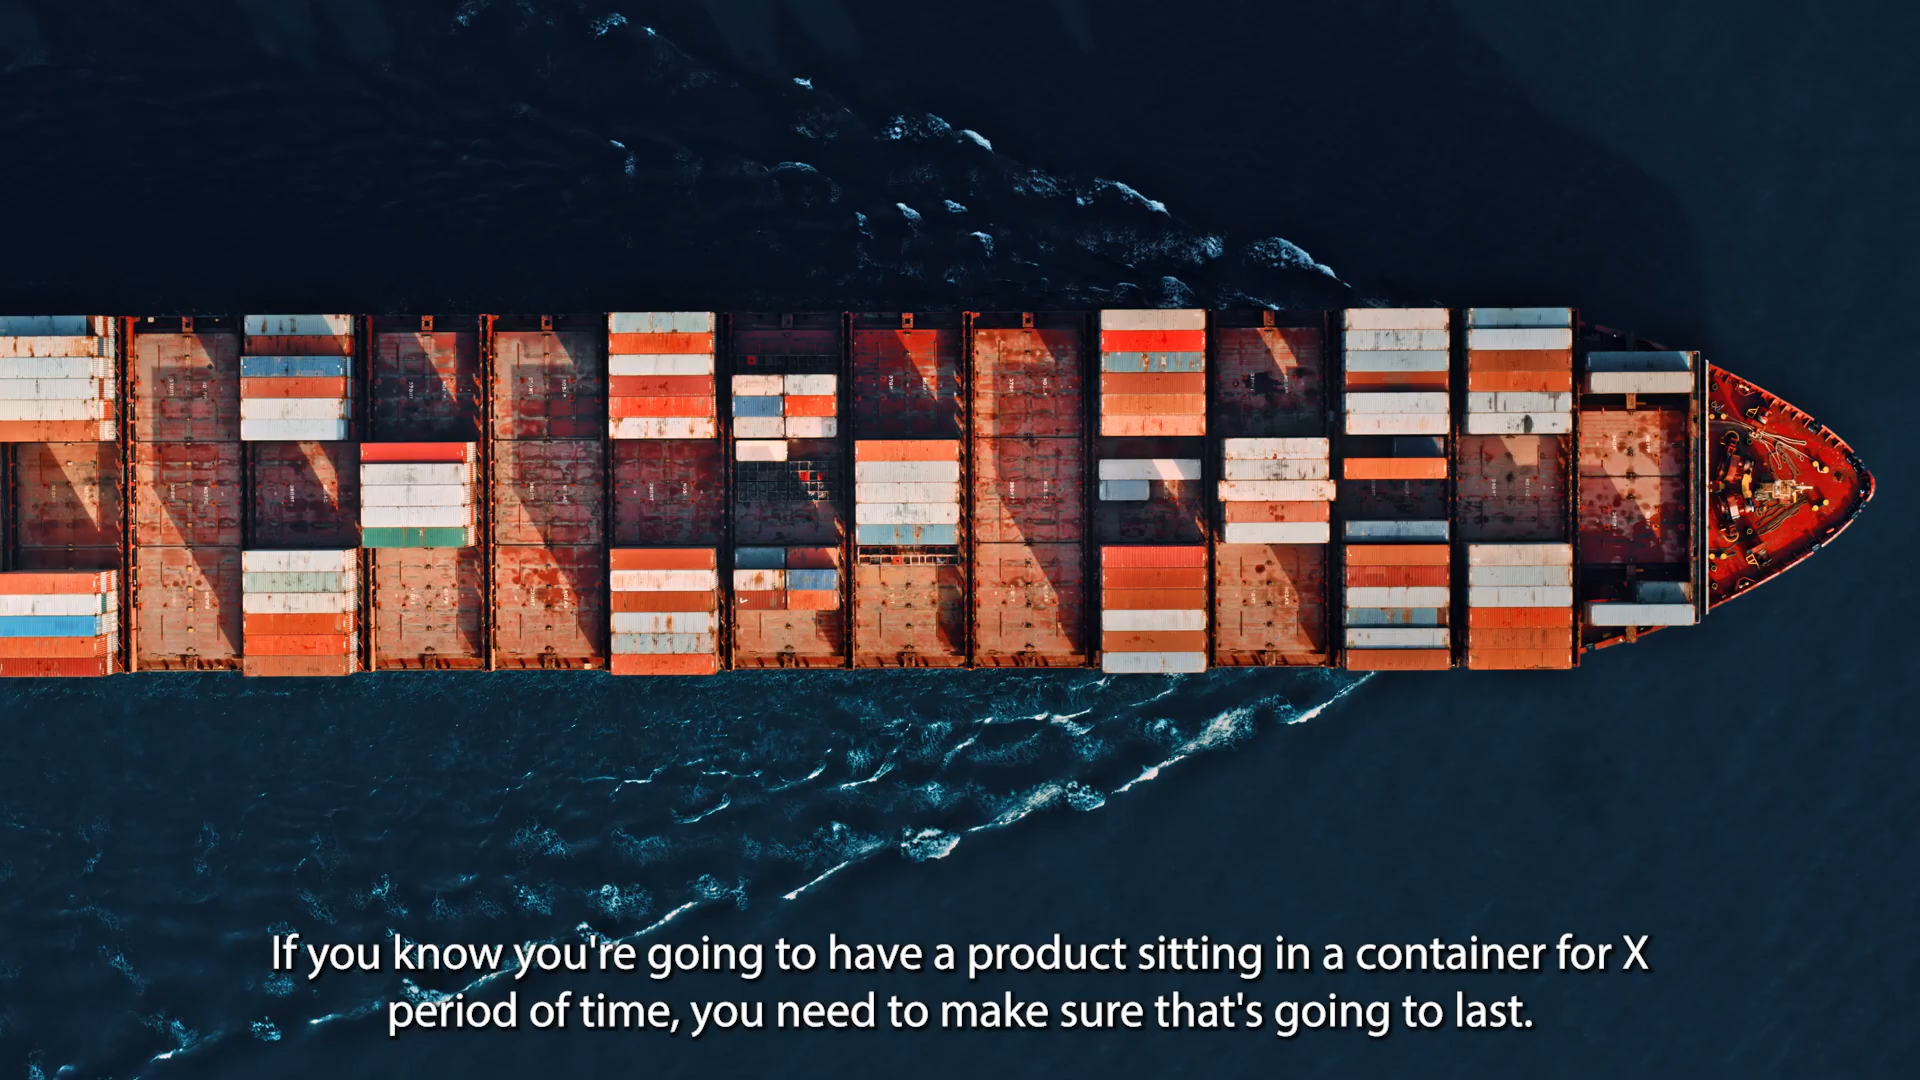 If you know you're going to have a product sitting in a container for X
period of time, you need to make sure that's going to last.